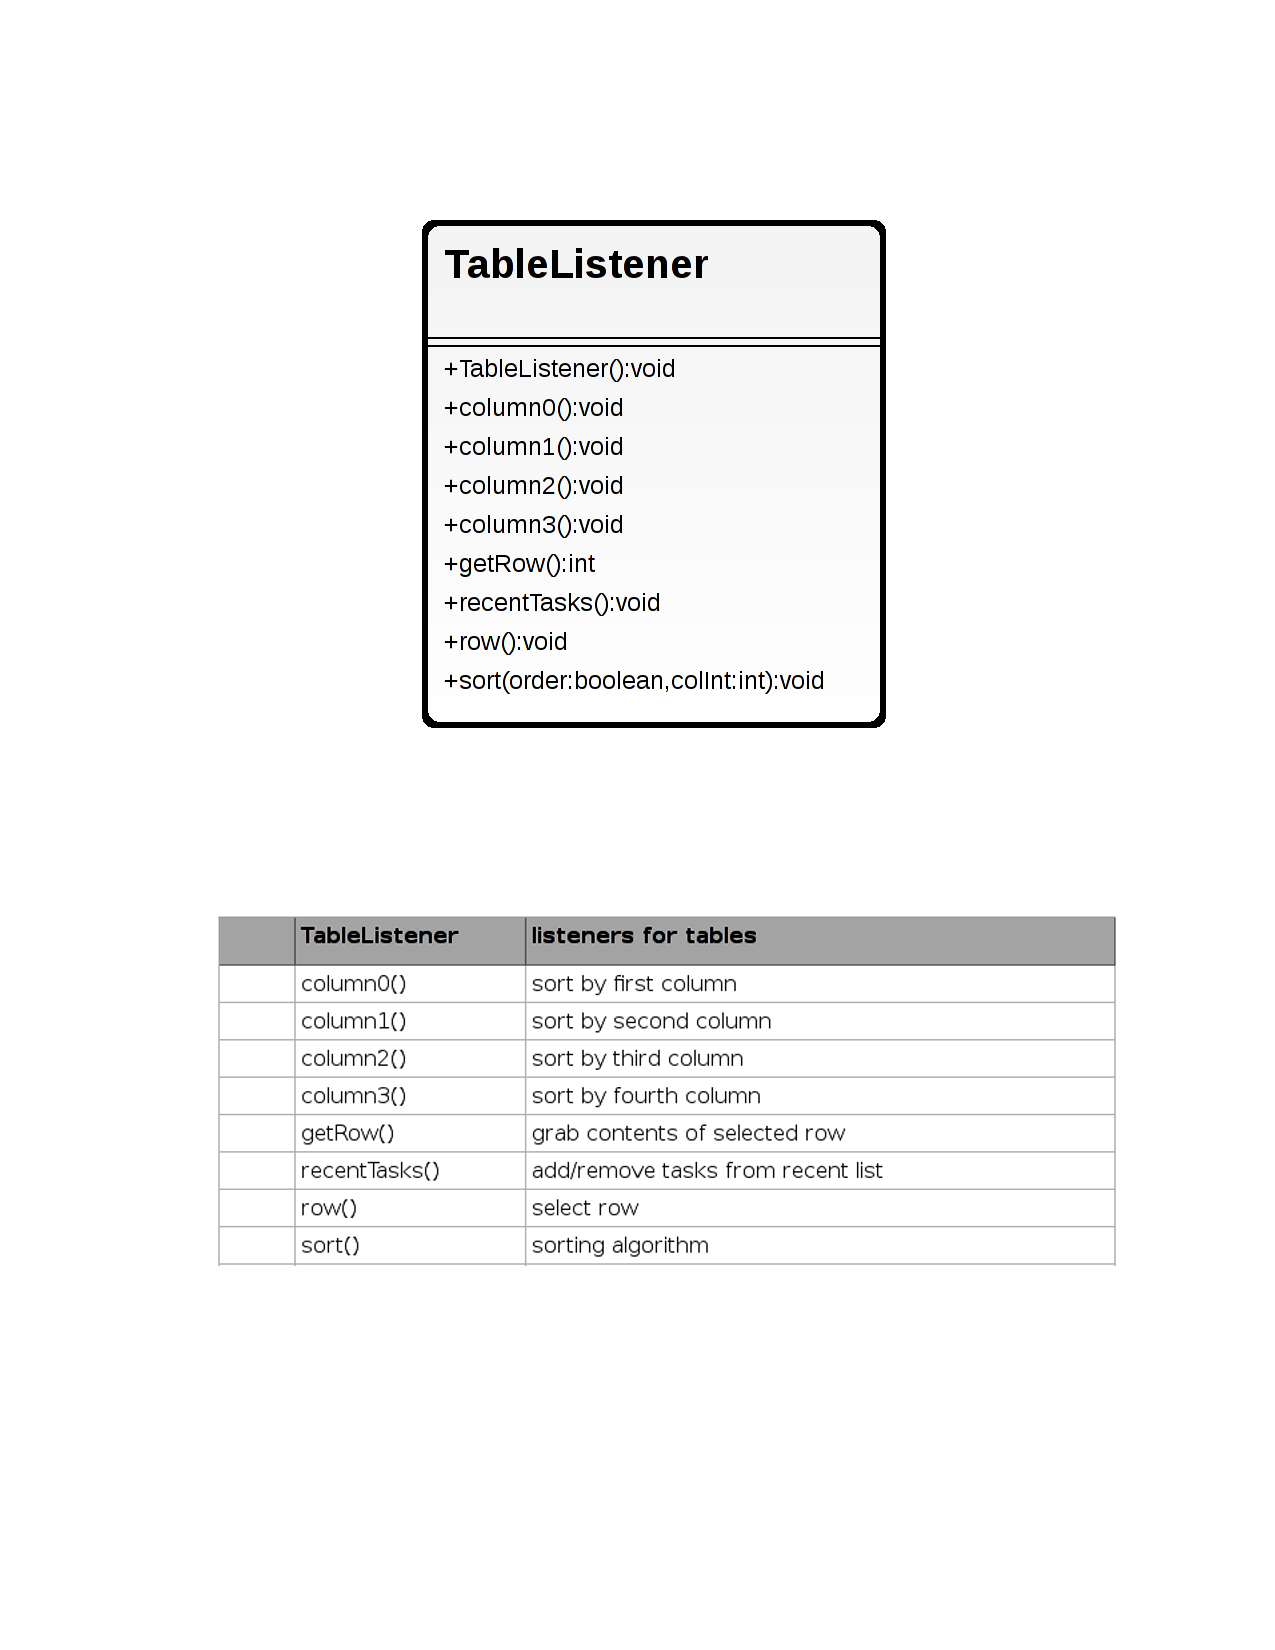 TableListener
+TableListener():void
+column0():void
+column1():void
+column2():void
+column3():void
+getRow():int
+recentTasks():void
+row():void
+sort(order:boolean,colInt:int):void
TableListener listeners for tables
column0() sort by first column
column1() sort by second column
column2() sort by third column
column3() sort by fourth column
getRow() grab contents of selected row
recentTasks() add/remove tasks from recent list
row() select row
sort() sorting algorithm